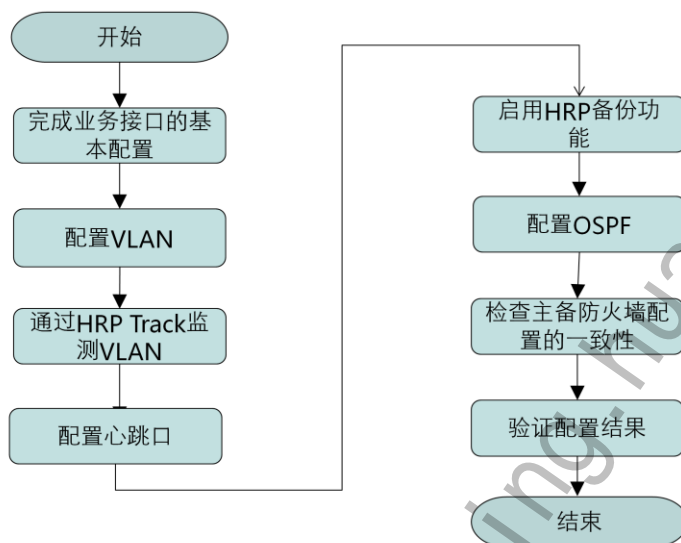 开始
完成业务接口的基
本配置
配置VLAN
通过HRP Track监
测VLAN
配置心跳口
启用HRP备份功
能
配置OSPF
检查主备防火墙配
置的一致性
验证配置结果
结束
ing.hua